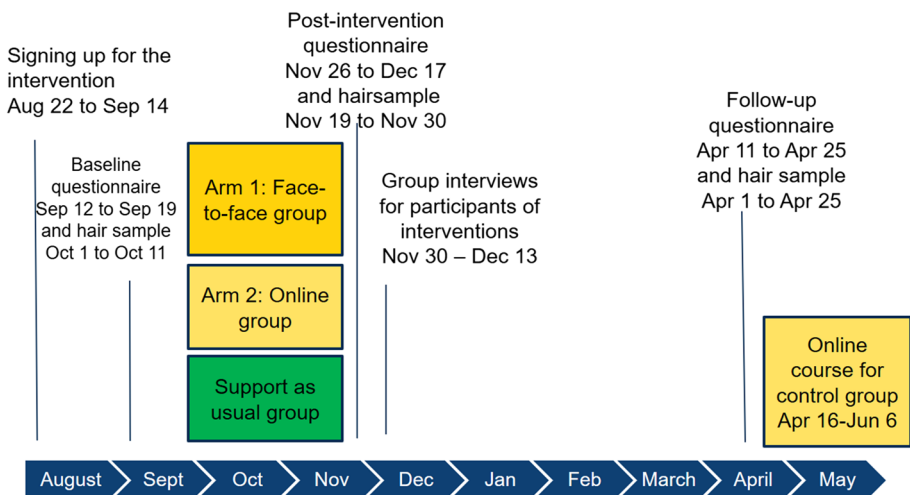 Signing up for the
intervention
Aug 22 to Sep 14
Baseline
questionnaire
Sep 12 to Sep 19
and hair sample
Oct 1 to Oct 11
Arm 1: Face-
to-face group
Arm 2: Online
group
Support as
usual group
Post-intervention
questionnaire
Nov 26 to Dec 17
and hairsample
Nov 19 to Nov 30
Group interviews
for participants of
interventions
Nov 30 – Dec 13
Follow-up
questionnaire
Apr 11 to Apr 25
and hair sample
Apr 1 to Apr 25
Online
course for
control group
Apr 16-Jun 6
August
Sept
Oct
Nov
Dec
Jan
Feb
March
April
May